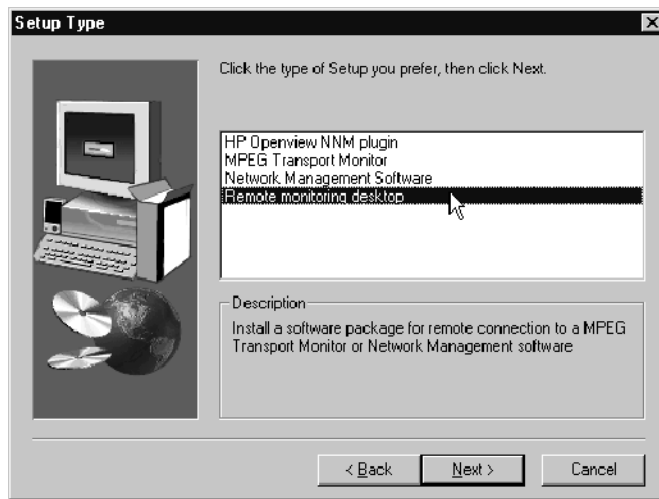 Setup Type
Click the type of Setup you prefer, then click Next.
HP Openview NNM plugin
MPEG Transport Monitor
Network Management Software
Remote monitoring desktop
Description
Install a software package for remote connection to a MPEG
Transport Monitor or Network Management software
< Back
Next >
Cancel